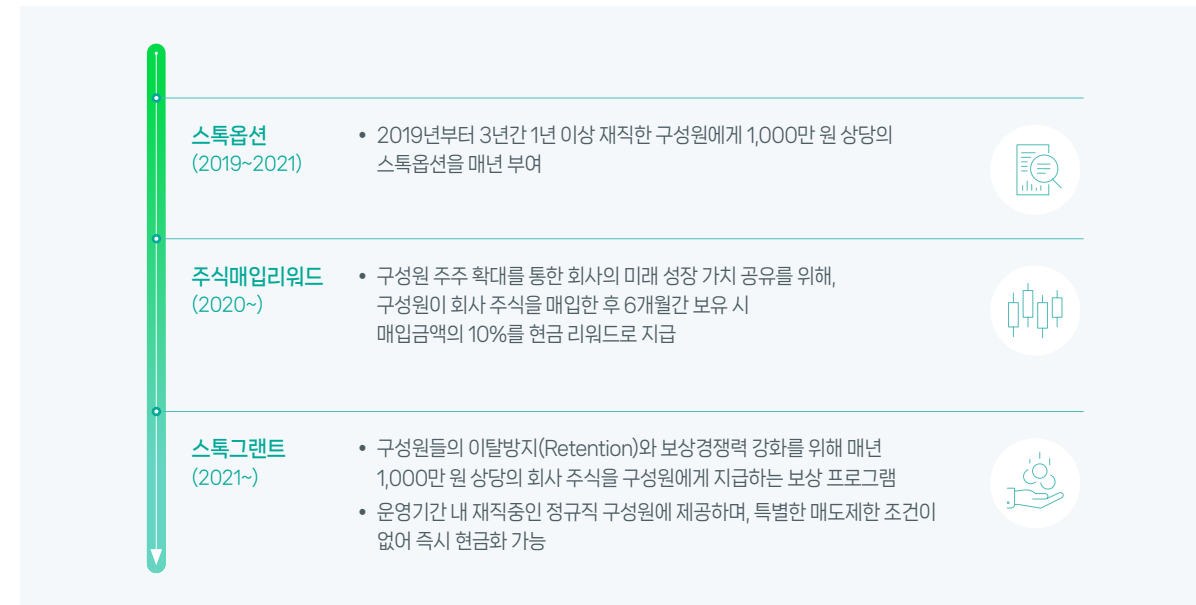 스톡옵션
(2019~2021)
• 2019년부터 3년간 1년 이상 재직한 구성원에게 1,000만 원 상당의
스톡옵션을 매년 부여
주식매입리워드
(2020~)
• 구성원 주주 확대를 통한 회사의 미래 성장 가치 공유를 위해,
구성원이 회사 주식을 매입한 후 6개월간 보유 시
매입금액의 10%를 현금 리워드로 지급
스톡그랜트
(2021~)
• 구성원들의 이탈방지(Retention)와 보상경쟁력 강화를 위해 매년
1,000만 원 상당의 회사 주식을 구성원에게 지급하는 보상 프로그램
• 운영기간 내 재직중인 정규직 구성원에 제공하며, 특별한 매도제한 조건이
없어 즉시 현금화 가능